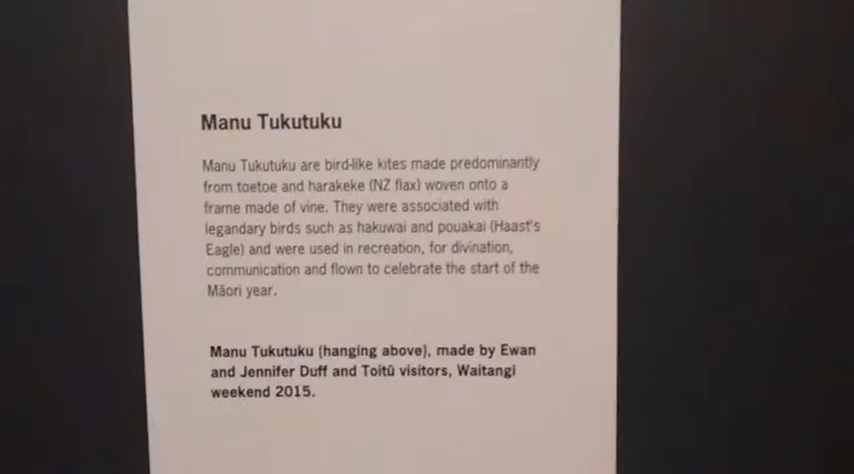 Manu Tukutuku
Manu Tukutuku are bird-like kites made predominantly
from toetoe and harakeke (NZ flax) woven onto a
frame made of vine. They were associated with
legandary birds such as hakuwai and pouakai (Haast's
Eagle) and were used in recreation, for divination,
communication and flown to celebrate the start of the
Māori year.
Manu Tukutuku (hanging above), made by Ewan
and Jennifer Duff and Toitū visitors, Waitangi
weekend 2015.